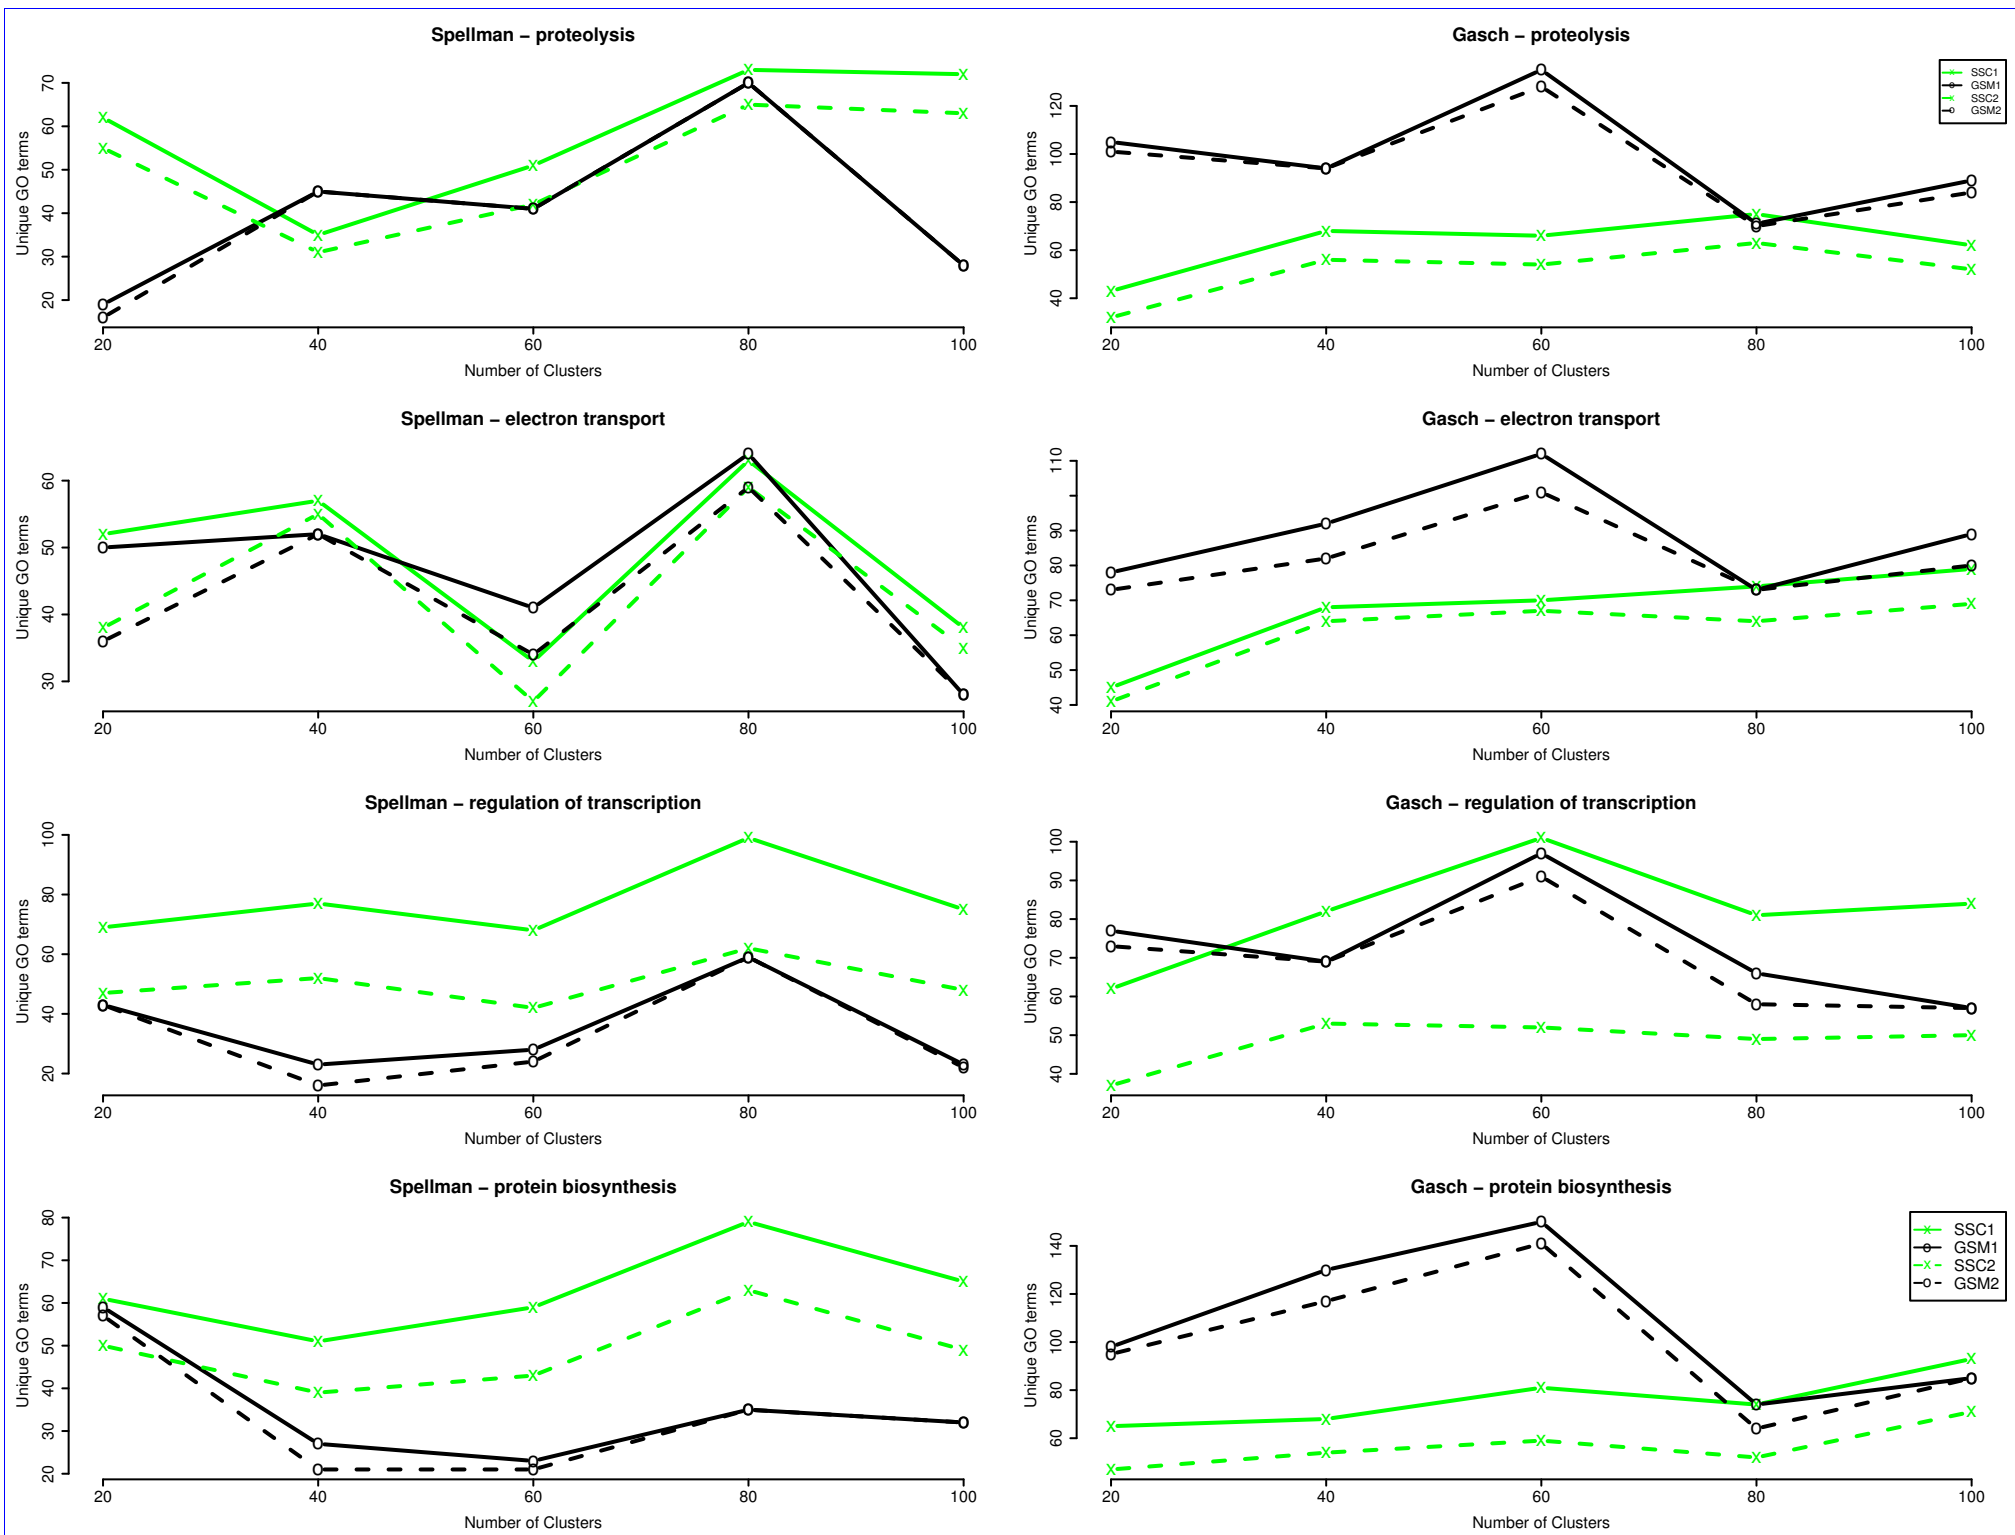 Spellman − proteolysis
Unique GO terms
20 30 40 50 60 70
20 40 60 80 100
Number of Clusters
Gasch − proteolysis
Unique GO terms
40 60 80 100 120
20 40 60 80 100
Number of Clusters
SSC1
GSM1
SSC2
GSM2
Spellman − electron transport
Unique GO terms
30 40 50 60
20 40 60 80 100
Number of Clusters
Gasch − electron transport
Unique GO terms
40 50 60 70 80 90 110
20 40 60 80 100
Number of Clusters
Spellman − regulation of transcription
Unique GO terms
20 40 60 80 100
20 40 60 80 100
Number of Clusters
Gasch − regulation of transcription
Unique GO terms
40 50 60 70 80 90 100
20 40 60 80 100
Number of Clusters
Spellman − protein biosynthesis
Unique GO terms
20 30 40 50 60 70 80
20 40 60 80 100
Number of Clusters
Gasch − protein biosynthesis
Unique GO terms
60 80 100 120 140
20 40 60 80 100
Number of Clusters
SSC1
GSM1
SSC2
GSM2